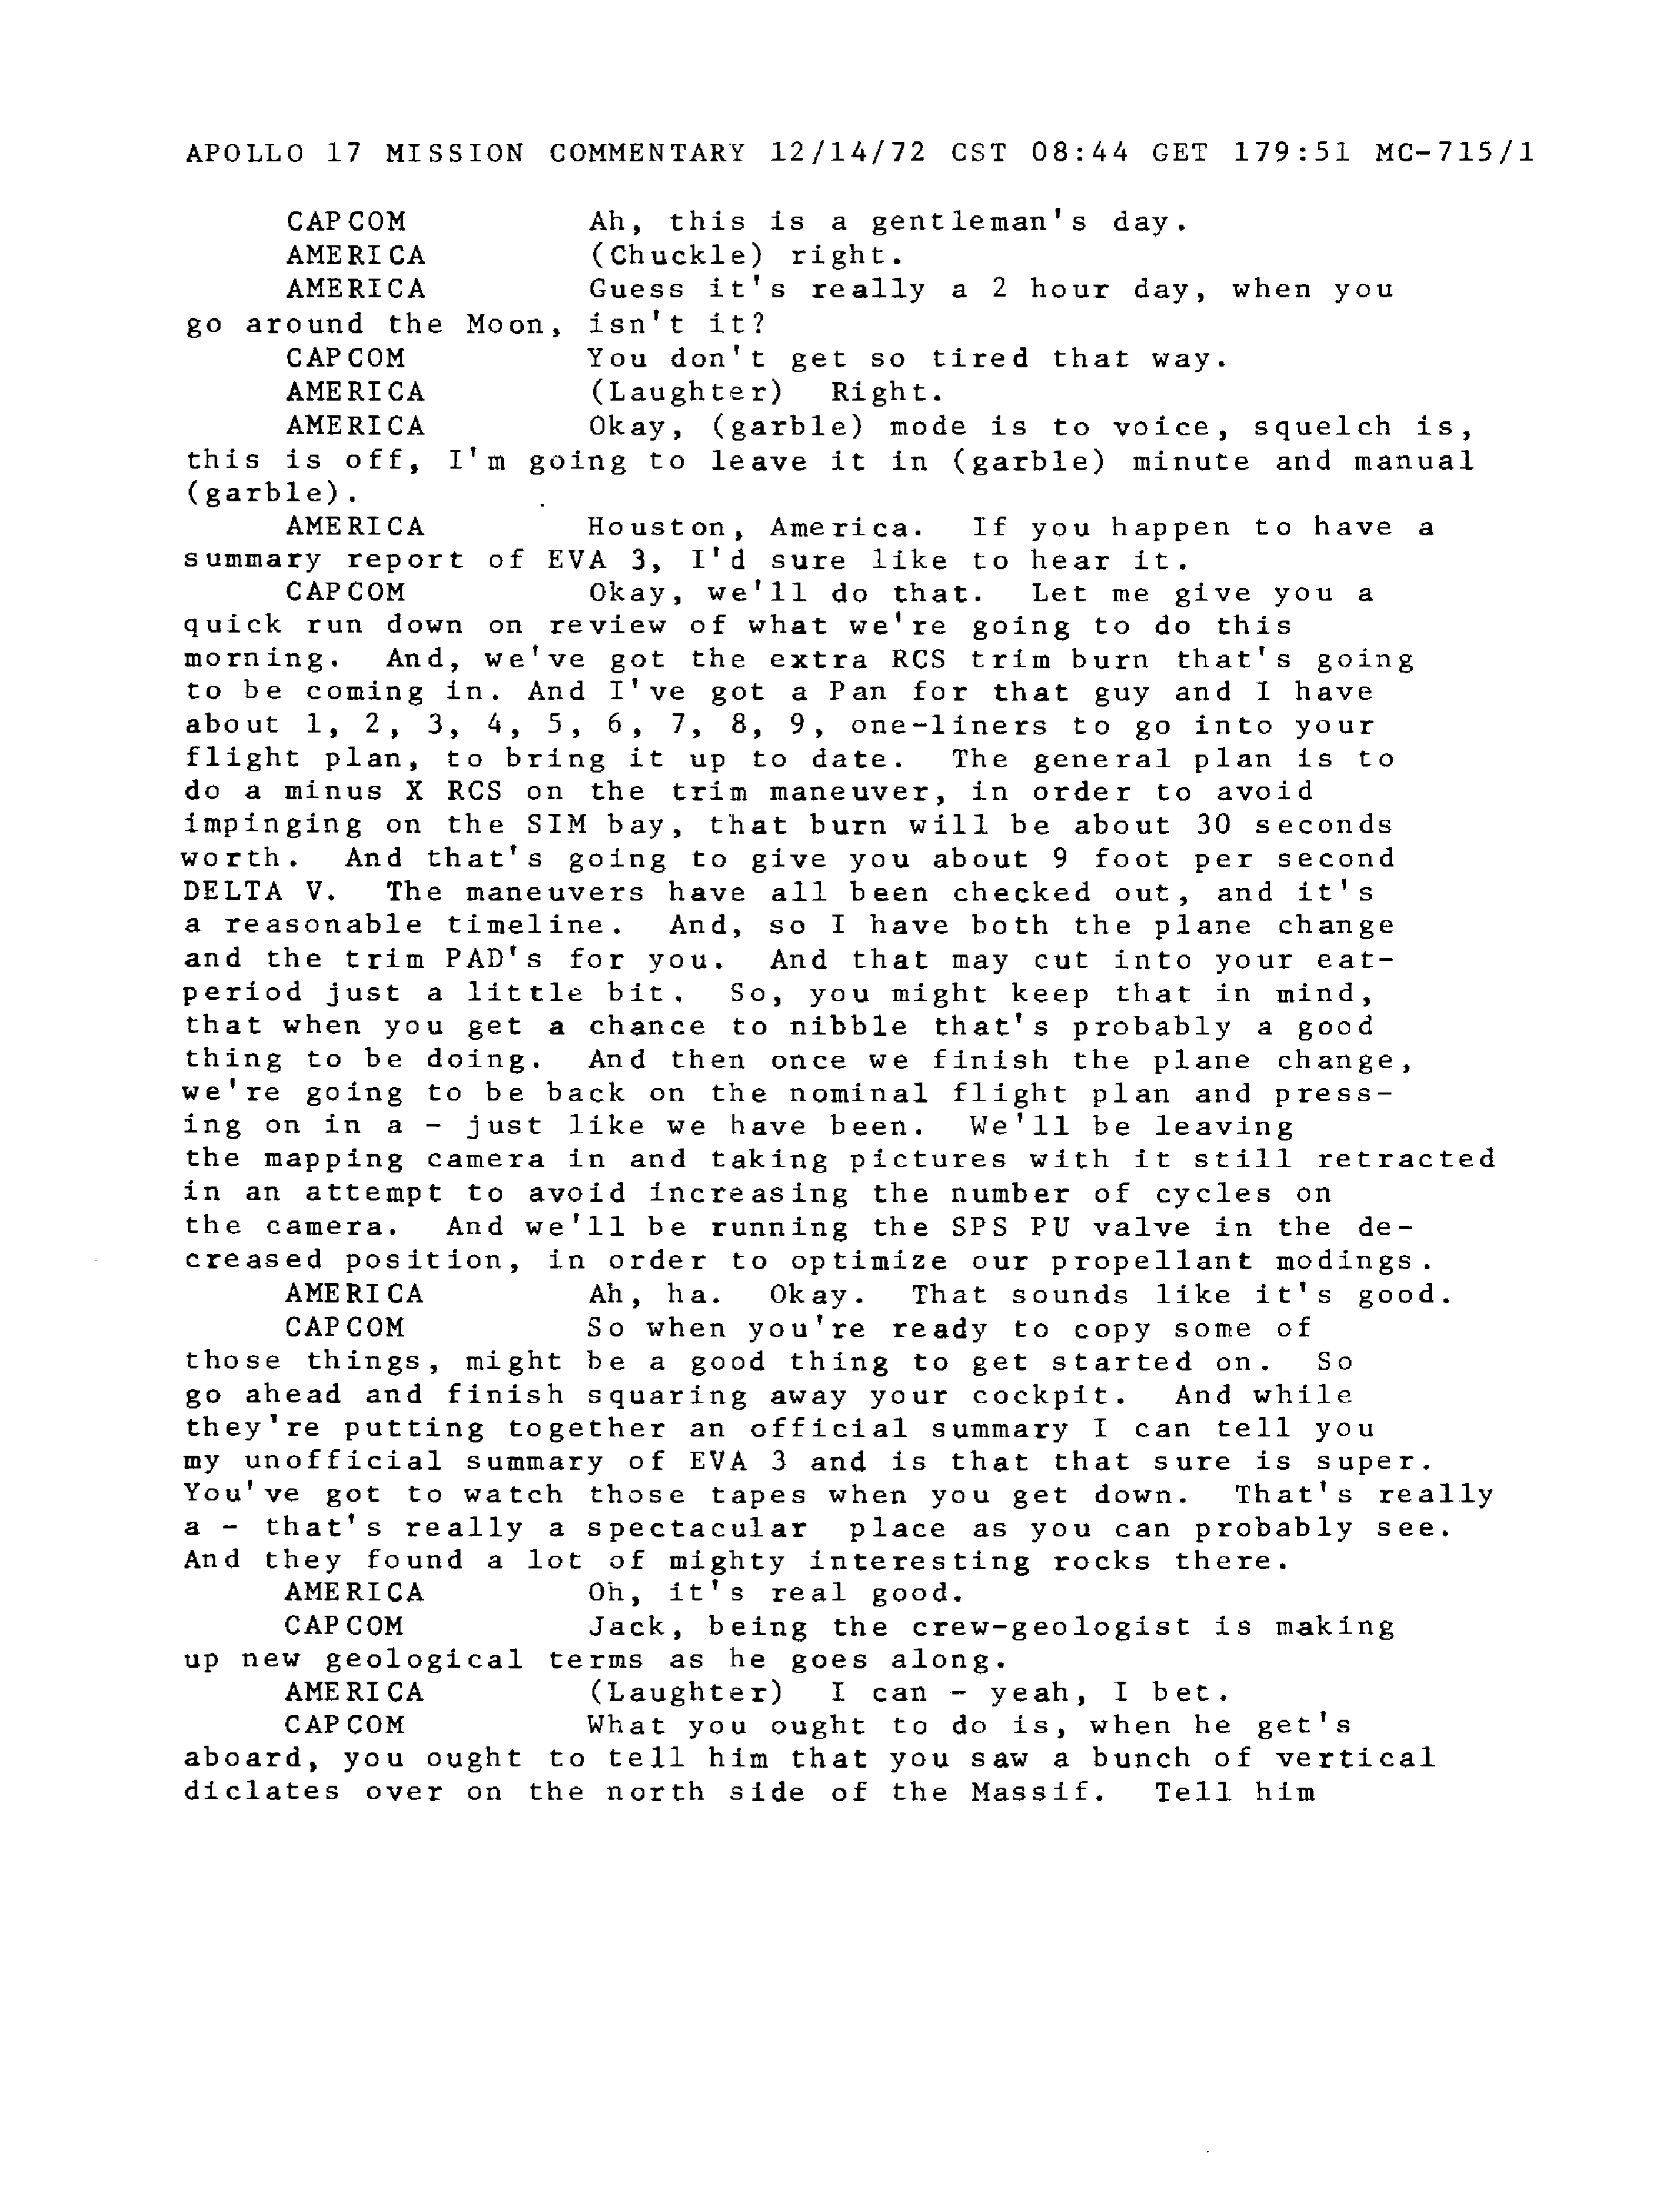 APOLLO 17 MISSION COMMENTARY 12/14/72 CST 08:44 GET 179:51 MC-715/1
CAPCOM Ah, this is a gentleman's day.
AMERICA (Chuckle) right.
AMERICA Guess it's really a 2 hour day, when you
go around the Moon, isn't it?
CAPCOM You don't get so tired that way.
AMERICA (Laughter) Right.
AMERICA Okay, (garble) mode is to voice, squelch is,
this is off, I'm going to leave it in (garble) minute and manual
(garble).
AMERICA Houston, America. If you happen to have a
summary report of EVA 3, I'd sure like to hear it.
CAPCOM Okay, we'll do that. Let me give you a
quick run down on review of what we're going to do this
morning. And, we've got the extra RCS trim burn that's going
to be coming in. And I've got a Pan for that guy and I have
about 1, 2, 3, 4, 5, 6, 7, 8, 9, one-liners to go into your
flight plan, to bring it up to date. The general plan is to
do a minus X RCS on the trim maneuver, in order to avoid
impinging on the SIM bay, that burn will be about 30 seconds
worth. And that's going to give you about 9 foot per second
DELTA V. The maneuvers have all been checked out, and it's
a reasonable timeline. And, so I have both the plane change
and the trim PAD's for you. And that may cut into your eat-
period just a little bit. So, you might keep that in mind,
that when you get a chance to nibble that's probably a good
thing to be doing. And then once we finish the plane change,
we're going to be back on the nominal flight plan and press-
ing on in a - just like we have been. We'll be leaving
the mapping camera in and taking pictures with it still retracted
in an attempt to avoid increasing the number of cycles on
the camera. And we'll be running the SPS PU valve in the de-
creased position, in order to optimize our propellant modings.
AMERICA Ah, ha. Okay. That sounds like it's good.
CAPCOM So when you're ready to copy some of
those things, might be a good thing to get started on. So
go ahead and finish squaring away your cockpit. And while
they're putting together an official summary I can tell you
my unofficial summary of EVA 3 and is that that sure is super.
You've got to watch those tapes when you get down. That's really
a - that's really a spectacular place as you can probably see.
And they found a lot of mighty interesting rocks there.
AMERICA Oh, it's real good.
CAPCOM Jack, being the crew-geologist is making
up new geological terms as he goes along.
AMERICA (Laughter) I can - yeah, I bet.
CAPCOM What you ought to do is, when he get's
aboard, you ought to tell him that you saw a bunch of vertical
diclates over on the north side of the Massif. Tell him